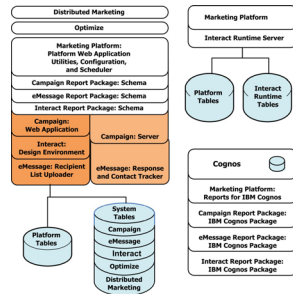 Distributed Marketing
Optimize
Marketing Platform:
Platform Web Application
Utilities, Configuration,
and Scheduler
Campaign Report Package: Schema
eMessage Report Package: Schema
Interact Report Package: Schema
Campaign:
Web Application
Interact:
Design Environment
eMessage: Recipient
List Uploader
Campaign: Server
eMessage: Response
and Contact Tracker
Platform
Tables
System
Tables
Campaign
eMessage
Interact
Optimize
Distributed
Marketing
Marketing Platform
Interact Runtime Server
Platform
Tables
Interact
Runtime
Tables
Cognos
Marketing Platform:
Reports for IBM Cognos
Campaign Report Package:
IBM Cognos Package
eMessage Report Package:
IBM Cognos Package
Interact Report Package:
IBM Cognos Package